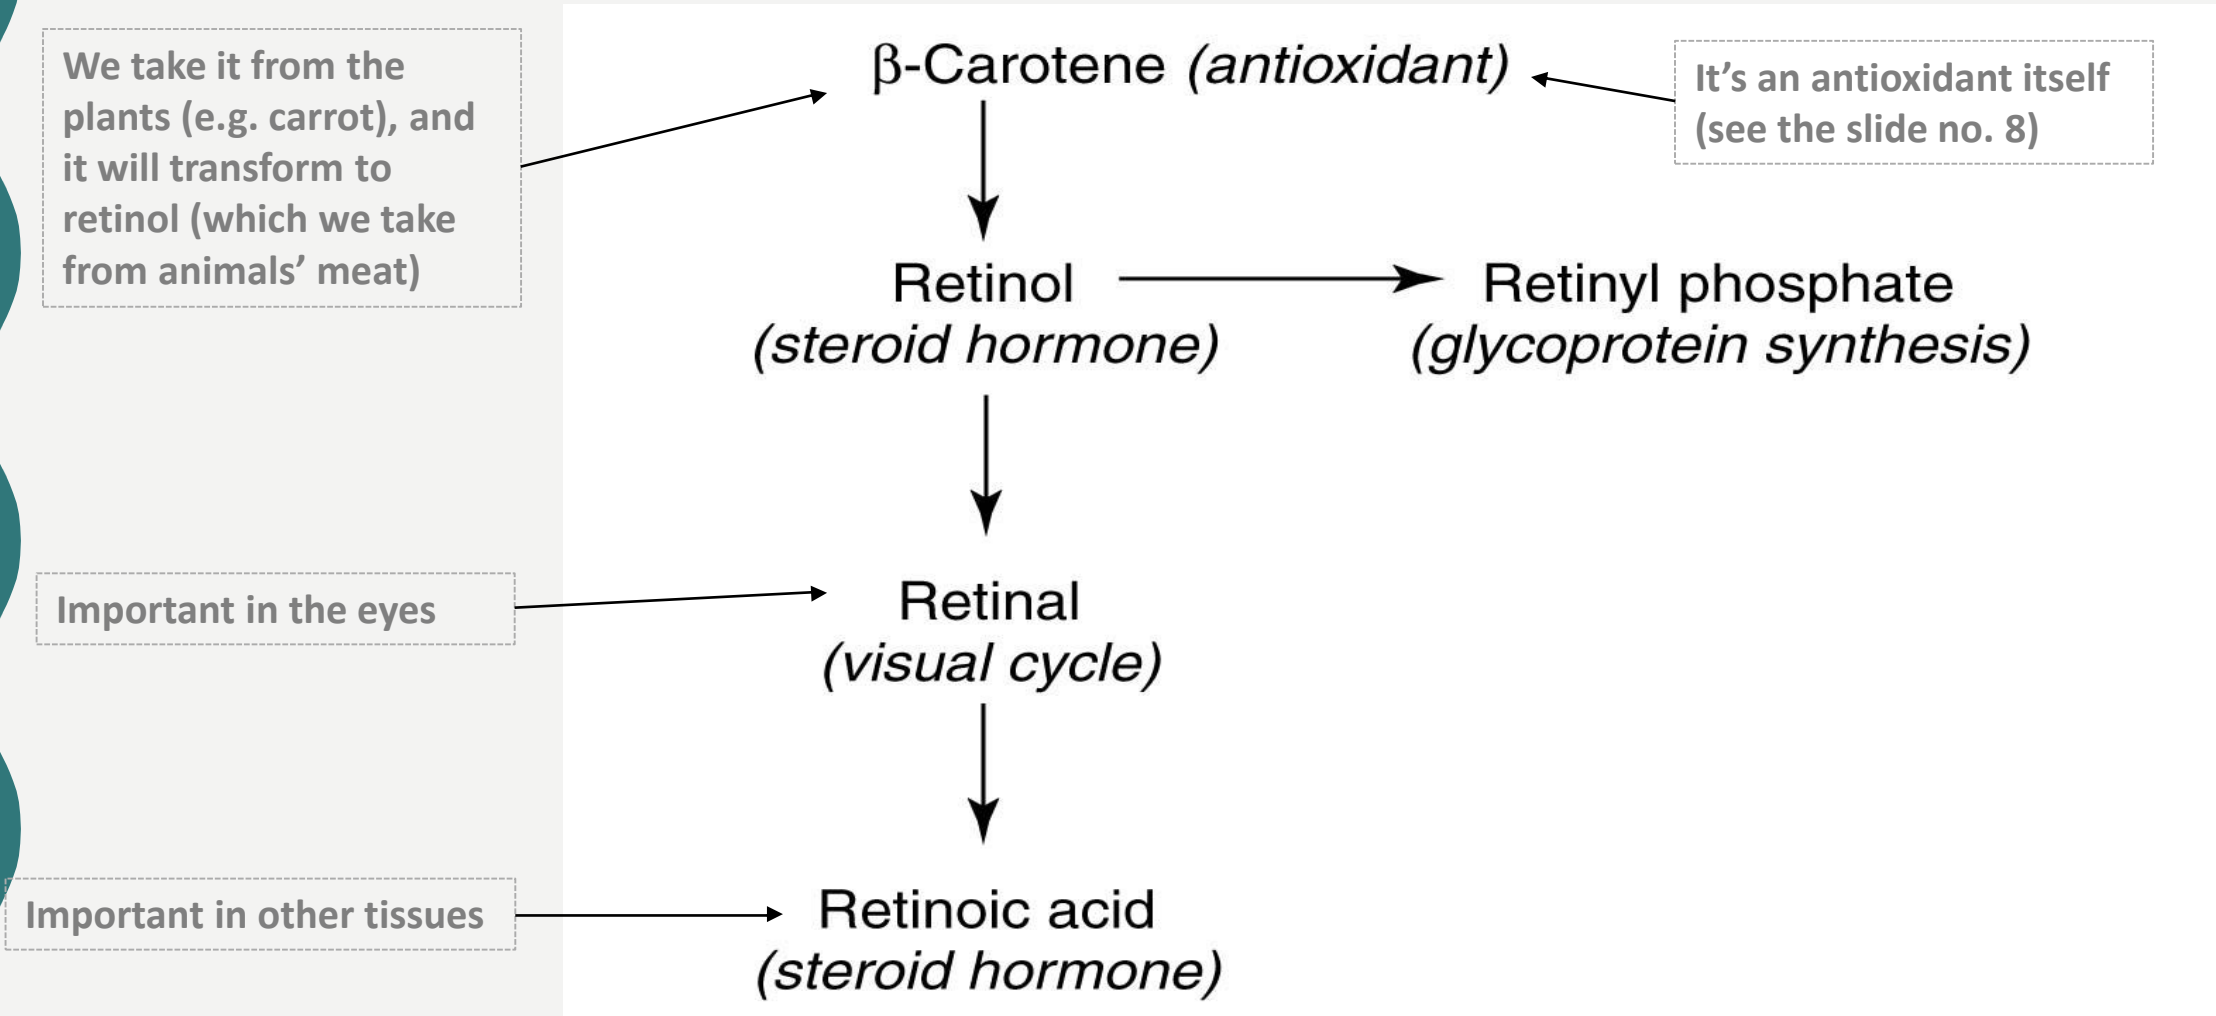 We take it from the
plants (e.g. carrot), and
it will transform to
retinol (which we take
from animals’ meat)
β-Carotene (antioxidant)
It’s an antioxidant itself
(see the slide no. 8)
Retinol
(steroid hormone)
Retinyl phosphate
(glycoprotein synthesis)
Important in the eyes
Retinal
(visual cycle)
Important in other tissues
Retinoic acid
(steroid hormone)